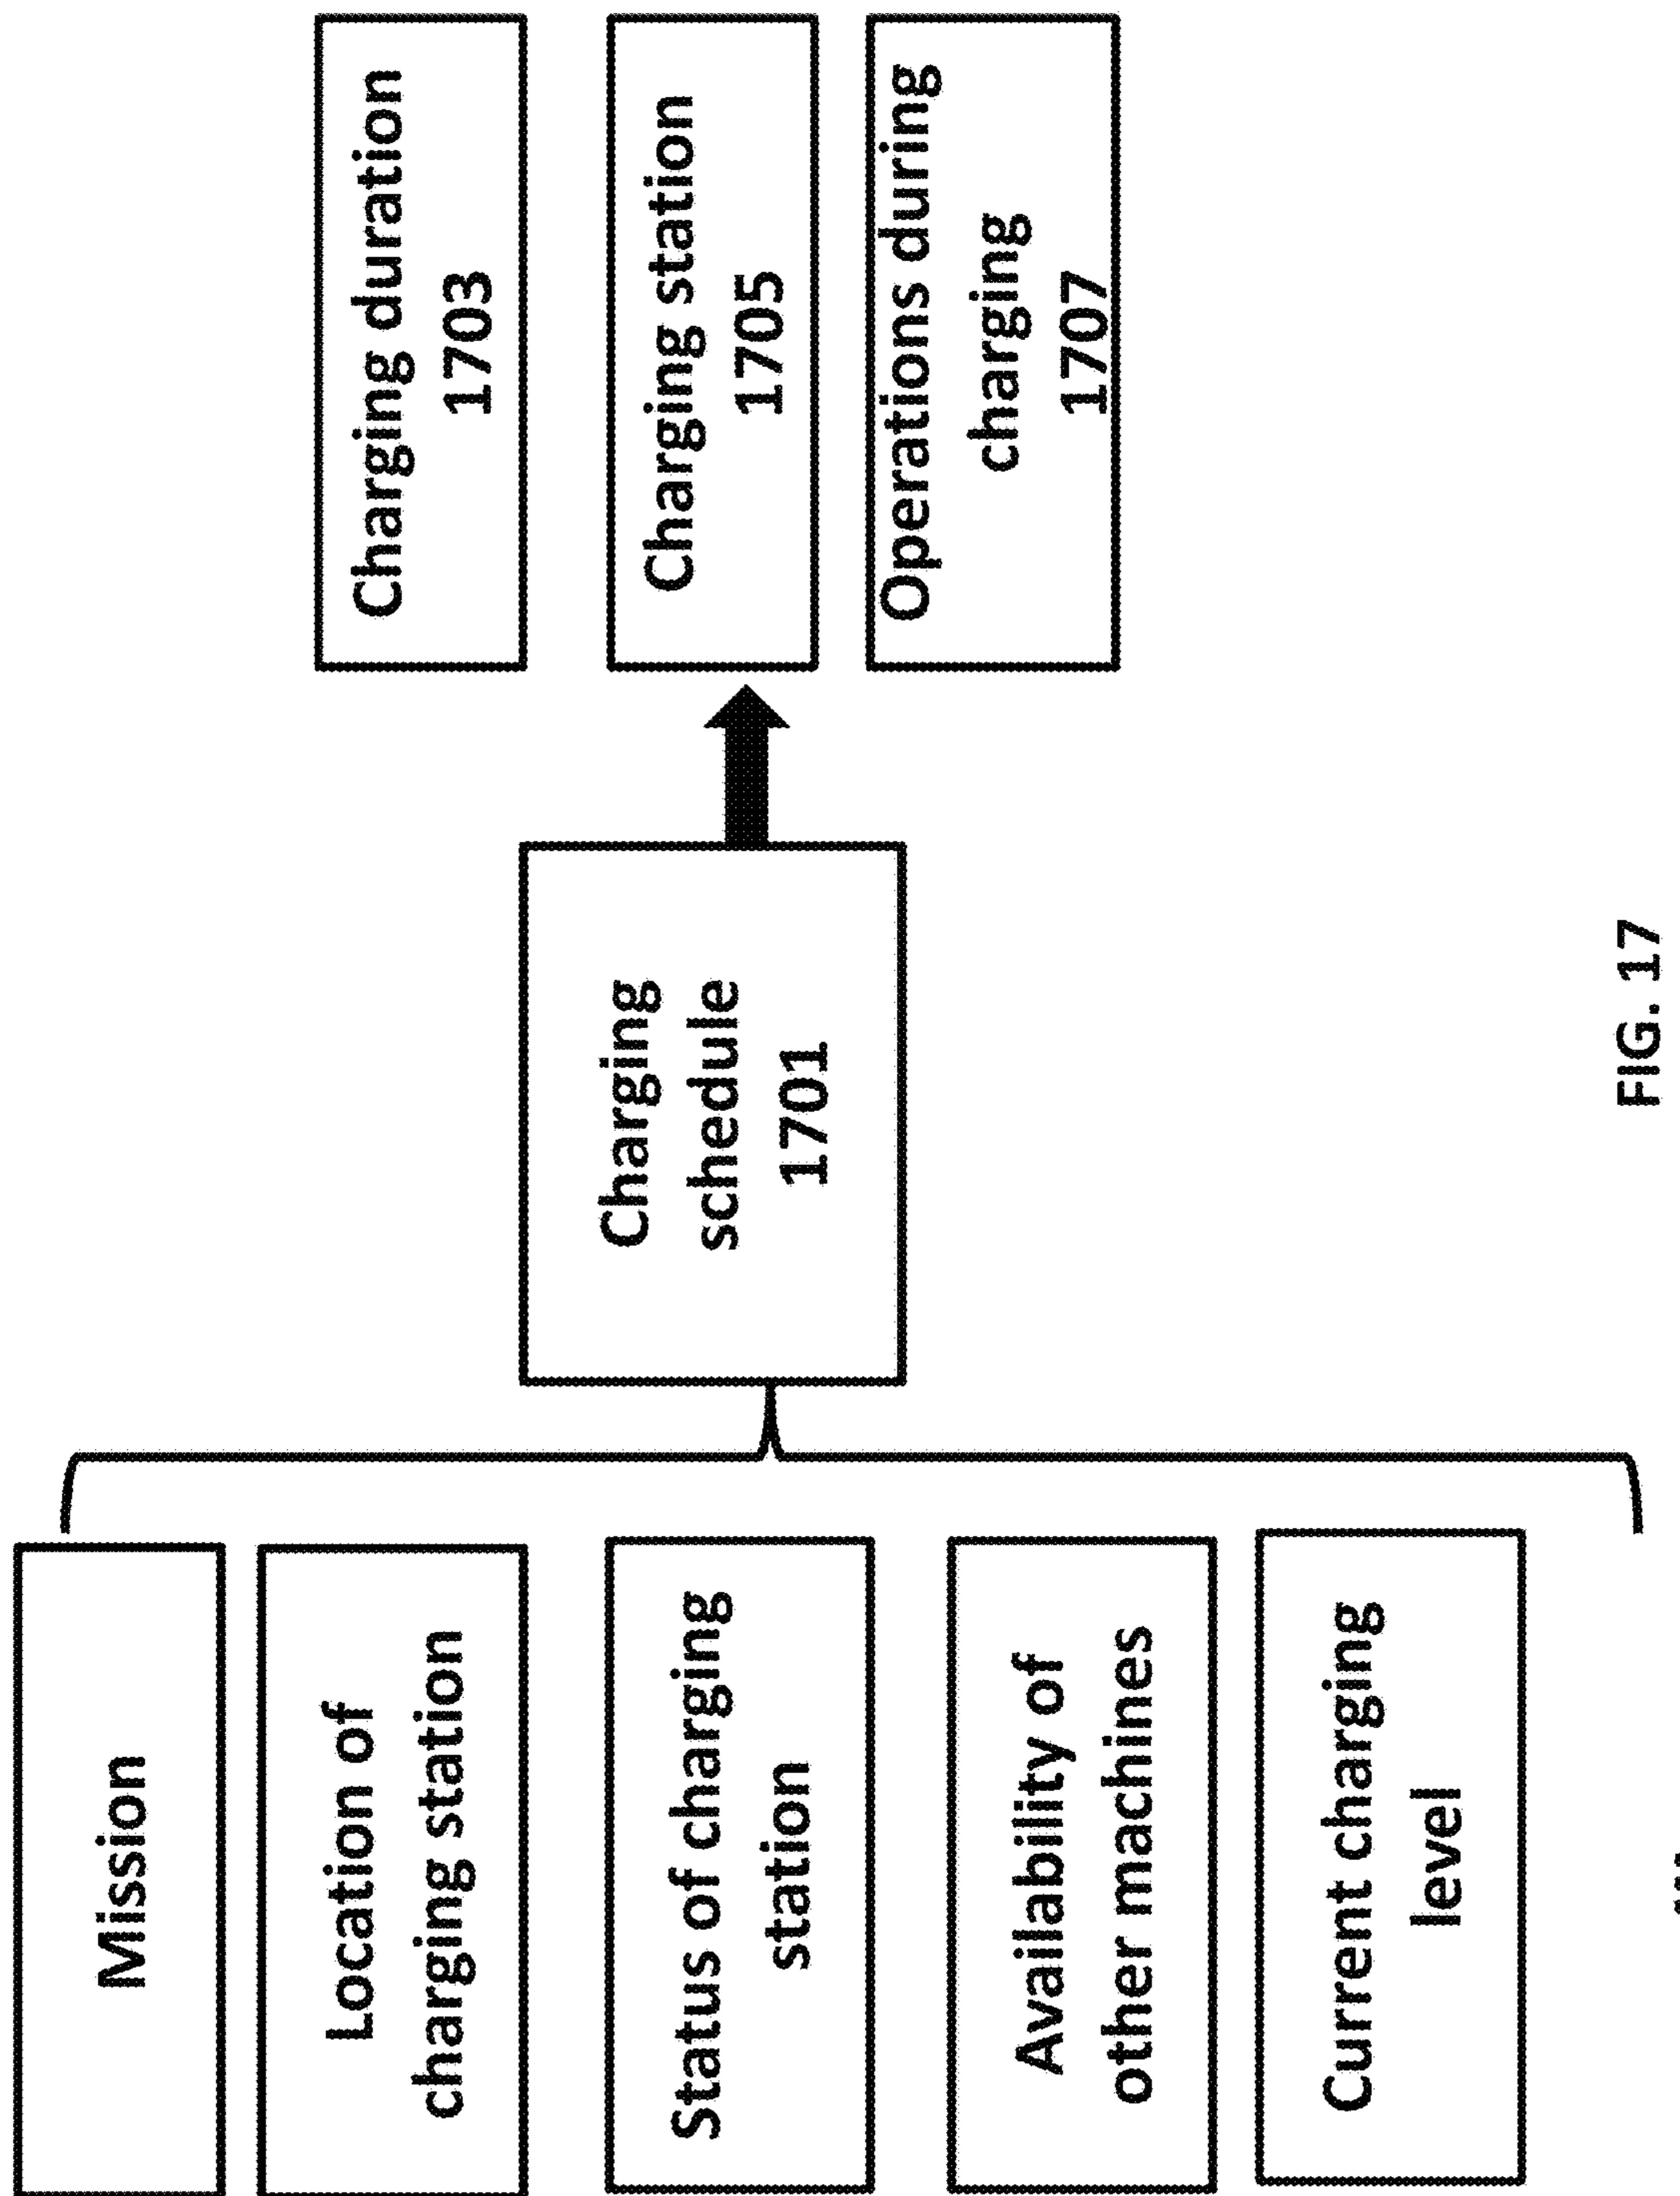 Mission
Location of
charging station
Status of charging
station
Availability of
other machines
Current charging
level
Charging
schedule
1701
Charging duration
1703
Charging station
1705
Operations during
charging
1707
FIG. 17